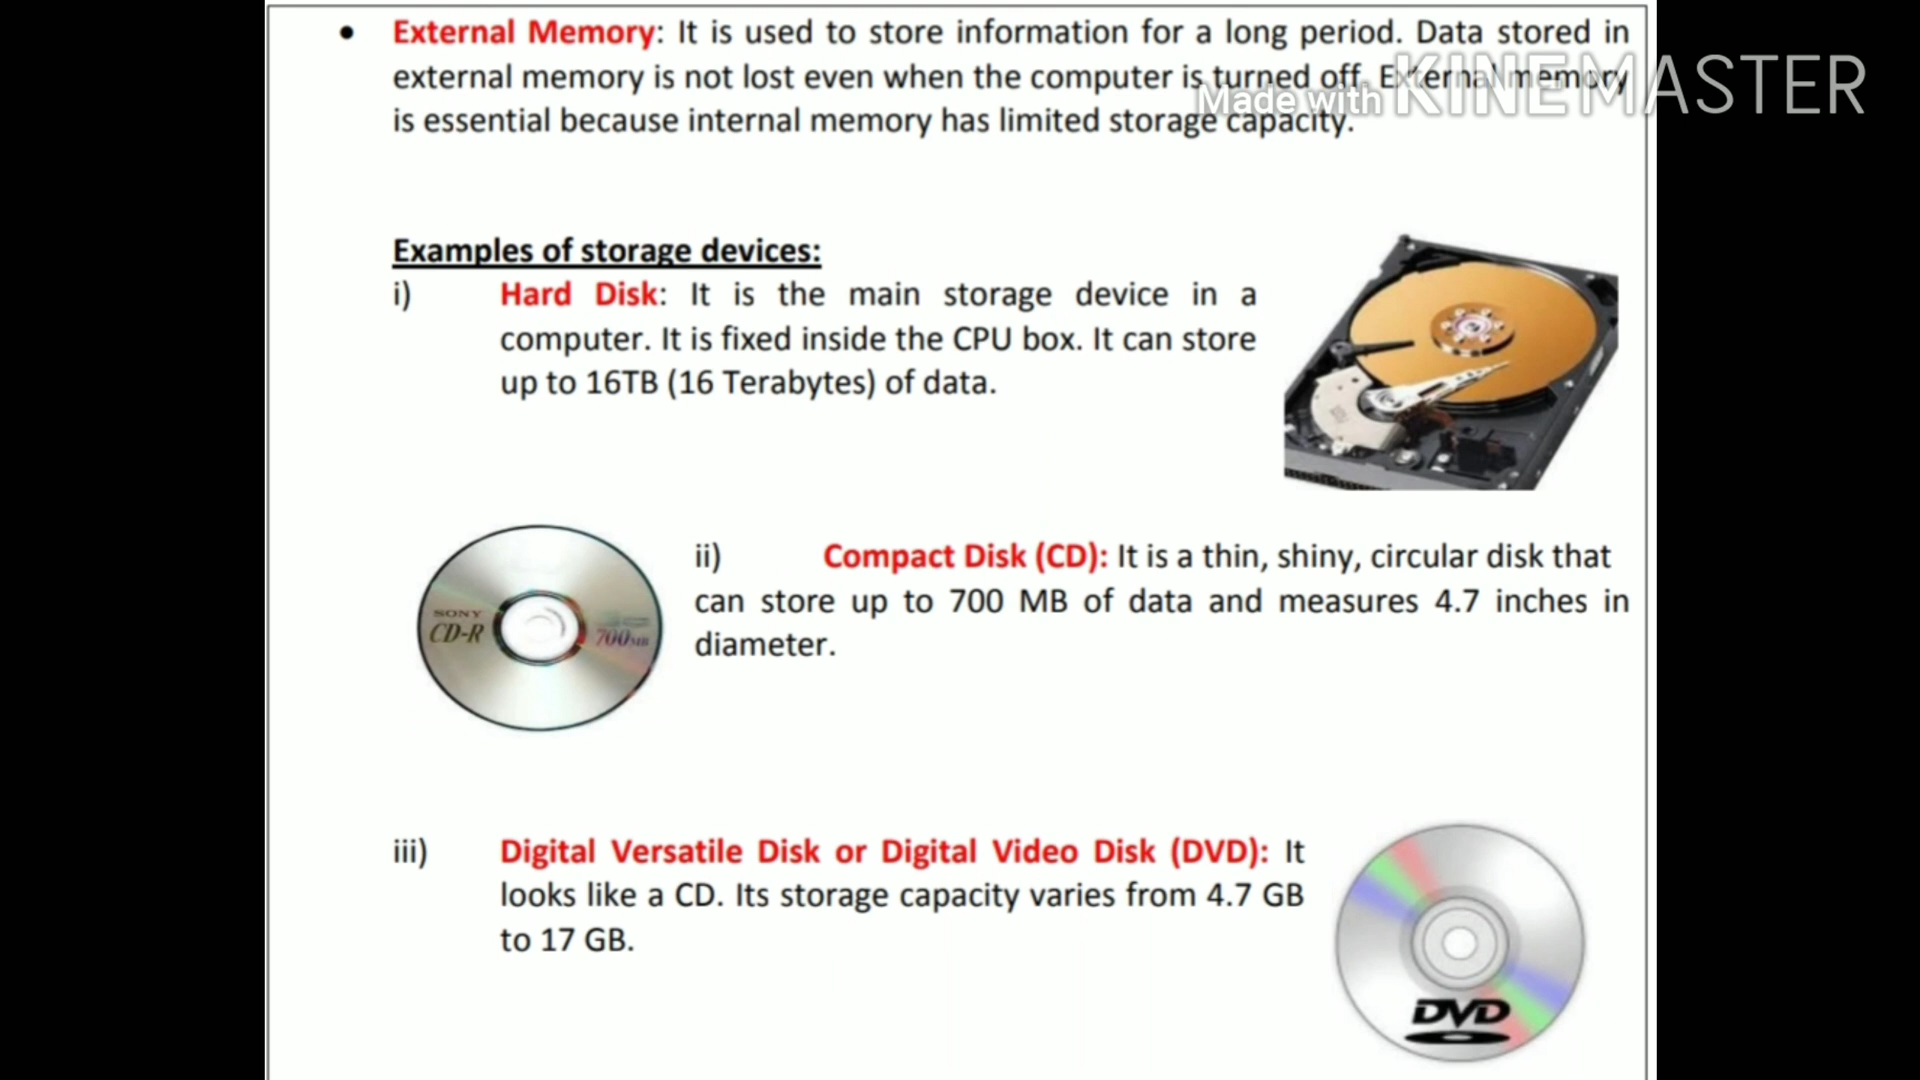 • External Memory: It is used to store information for a long period. Data stored in
external memory is not lost even when the computer is turned off. External memory
is essential because internal memory has limited storage capacity.
Made with KINEMASTER
Examples of storage devices:
i) Hard Disk: It is the main storage device in a
computer. It is fixed inside the CPU box. It can store
up to 16TB (16 Terabytes) of data.
SONY
CD-R
700MB
ii) Compact Disk (CD): It is a thin, shiny, circular disk that
can store up to 700 MB of data and measures 4.7 inches in
diameter.
iii) Digital Versatile Disk or Digital Video Disk (DVD): It
looks like a CD. Its storage capacity varies from 4.7 GB
to 17 GB.
DVD